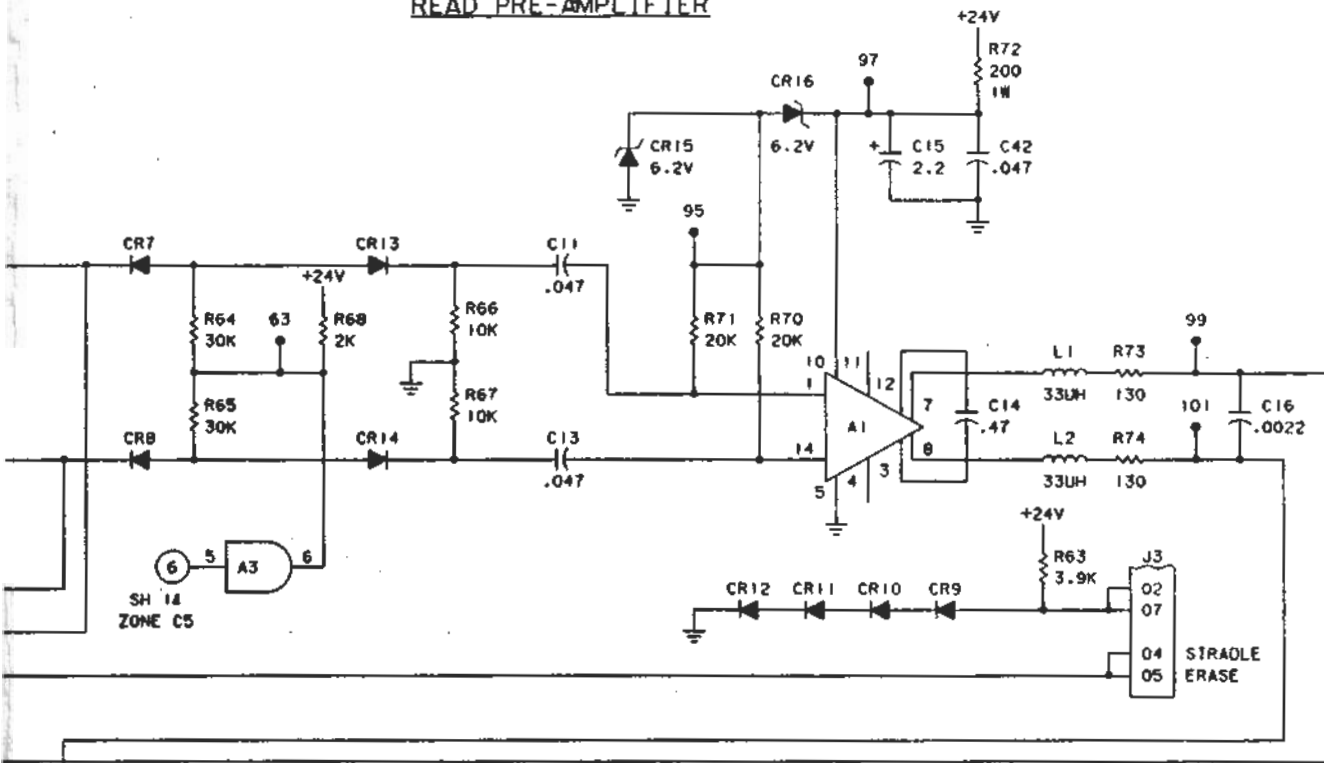 READ PRE-AMPLIFIER
+24V
R72
200
1W
97
CR16
6.2V
CR15
6.2V
+
C15
2.2
C42
.047
95
CR7
CR13
+24V
C11
.047
R64
30K
63
R68
2K
R66
10K
R71
20K
R70
20K
R65
30K
R67
10K
CR8
CR14
C13
.047
10
11
12
1
14
A1
7
8
5
4
3
C14
.47
L1
33UH
R73
130
99
101
C16
.0022
L2
33UH
R74
130
6
5
A3
6
SH 14
ZONE C5
+24V
R63
3.9K
J3
CR12
CR11
CR10
CR9
02
07
04
05
STRADLE
ERASE